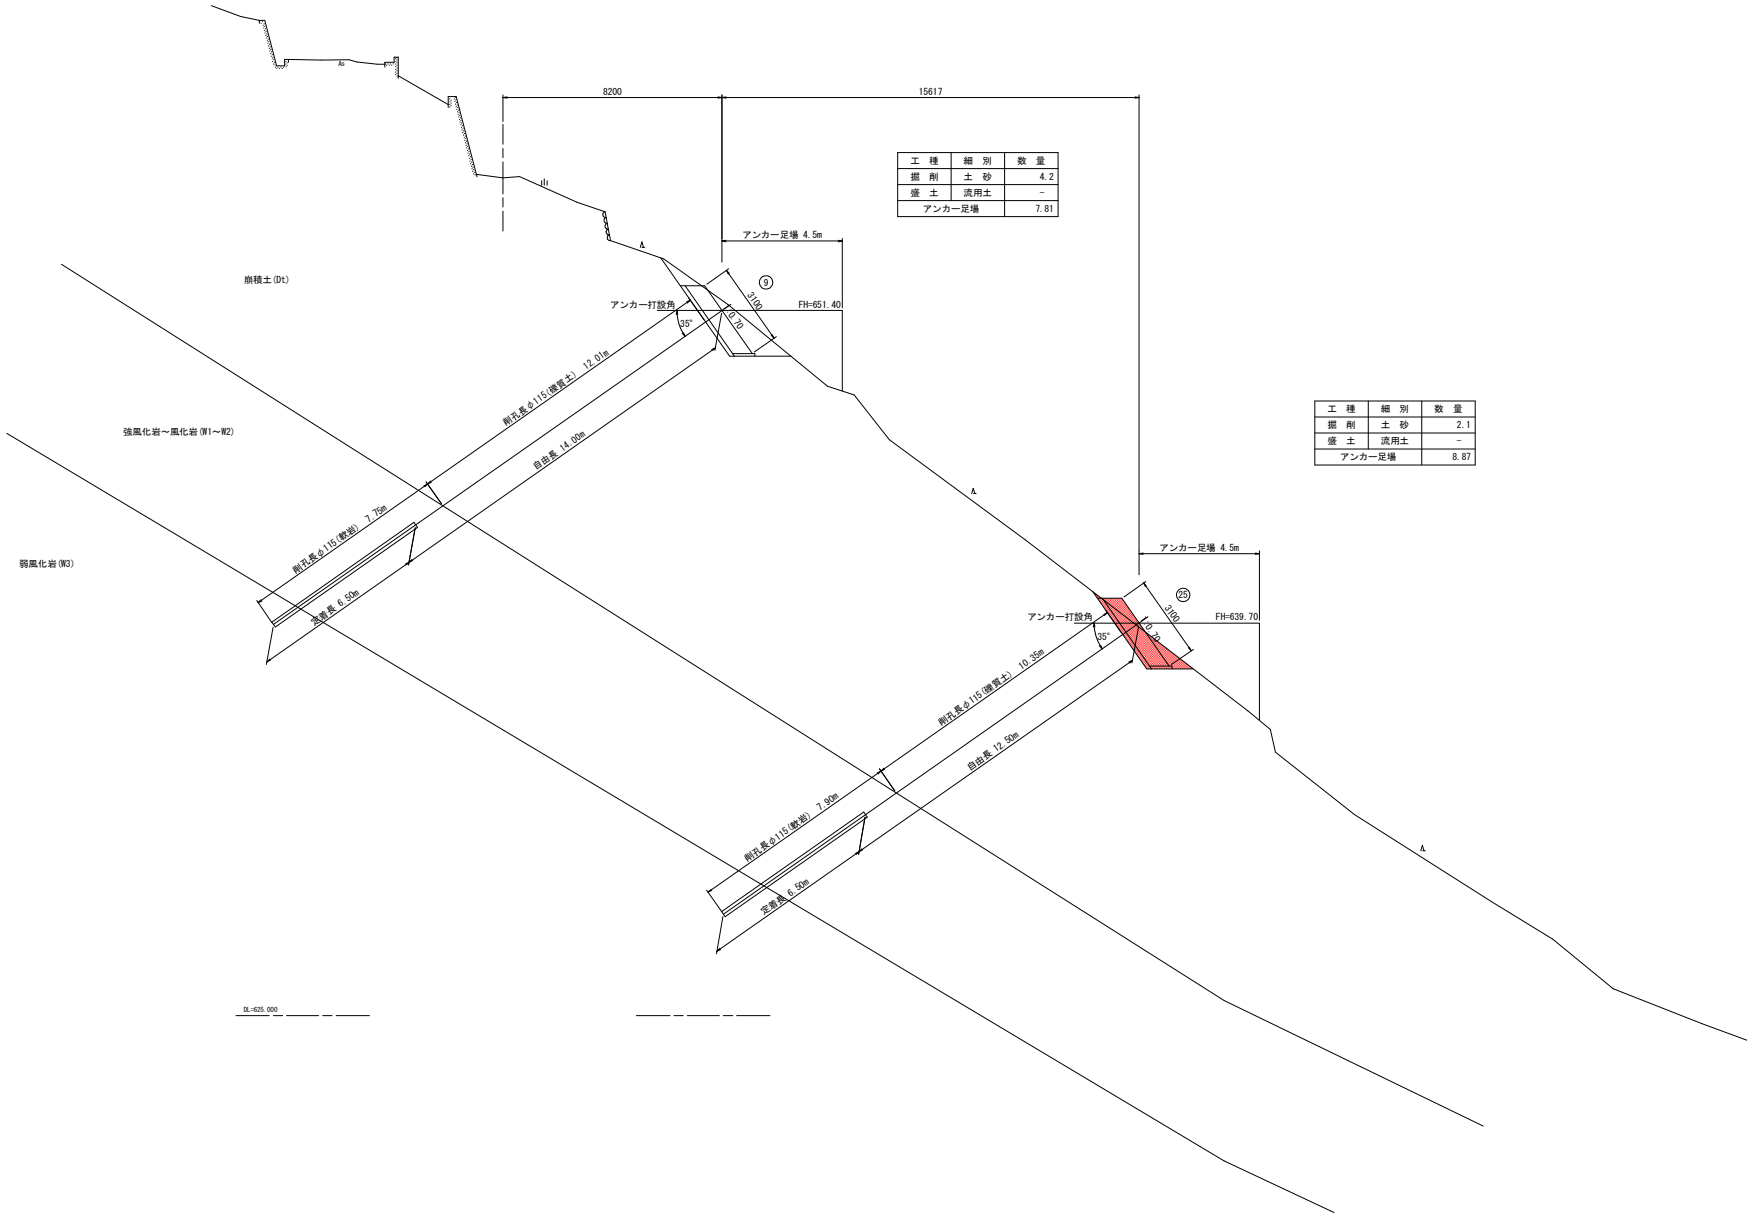 As
8200
15617
工 種 細 別 数 量
掘 削 土 砂 4.2
盛 土 流用土 -
アンカー足場 7.81
アンカー足場 4.5m
崩積土(Dt)
9
3100
アンカー打設角
FH=651.40
0.70
35°
削孔長φ115(礫質土) 12.01m
自由長 14.00m
強風化岩～風化岩(W1～W2)
工 種 細 別 数 量
掘 削 土 砂 2.1
盛 土 流用土 -
アンカー足場 8.87
削孔長φ115(軟岩) 7.75m
定着長 6.50m
弱風化岩(W3)
アンカー足場 4.5m
25
3100
アンカー打設角
FH=639.70
0.70
35°
削孔長φ115(礫質土) 10.35m
自由長 12.50m
削孔長φ115(軟岩) 7.90m
定着長 6.50m
DL=625.000